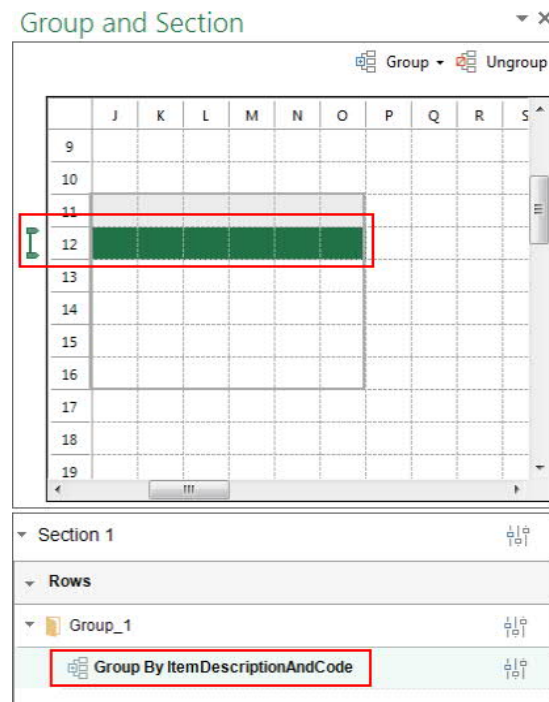 Group and Section
Group
Ungroup
J K L M N O P Q R S
9
10
11
12
13
14
15
16
17
18
19
Section 1
Rows
Group_1
Group By ItemDescriptionAndCode